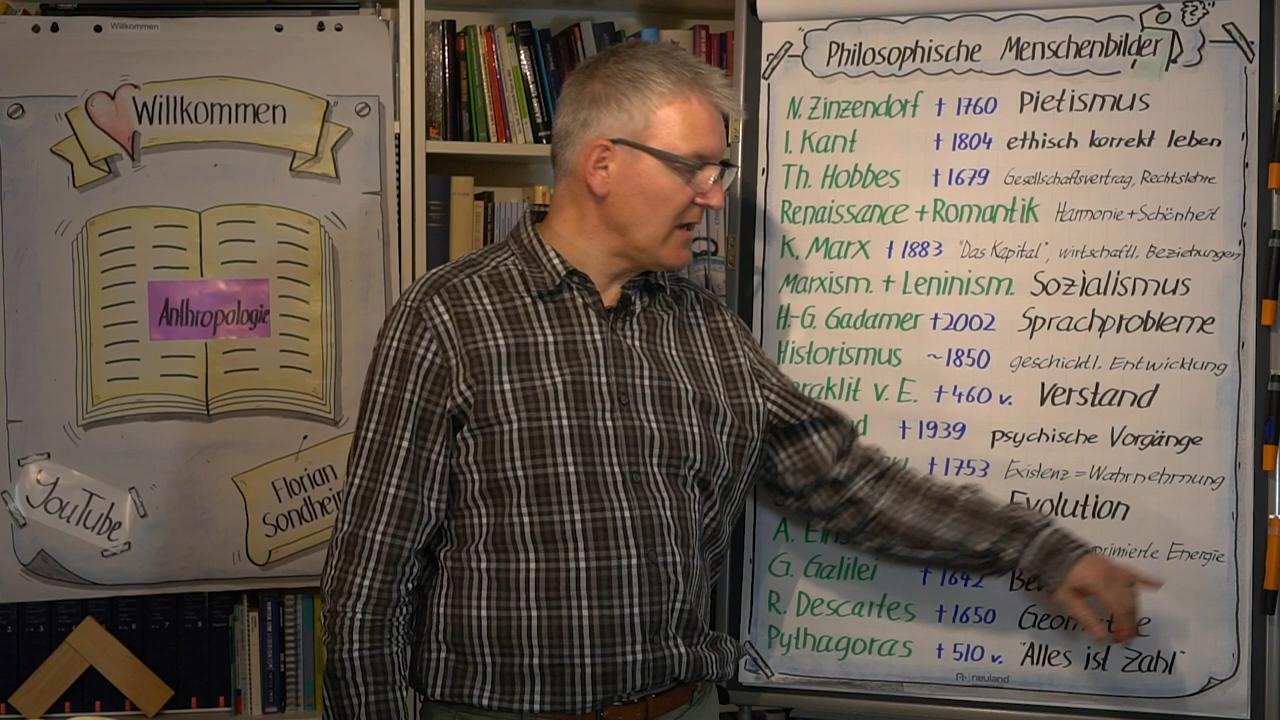 Willkommen
Willkommen
Anthropologie
YouTube
Florian
Philosophische Menschenbilder
N. Zinzendorf † 1760 Pietismus
I. Kant † 1804 ethisch korrekt leben
Th. Hobbes † 1679 Gesellschaftsvertrag, Rechtslehre
Renaissance + Romantik Harmonie + Schönheit
K. Marx † 1883 "Das Kapital", wirtschaftl. Beziehungen
Marxism. + Leninism. Sozialismus
H.-G. Gadamer † 2002 Sprachprobleme
Historismus ~1850 geschichtl. Entwicklung
v. E. † 460 v. Verstand
† 1939 psychische Vorgänge
† 1753 Existenz = Wahrnehmung
Evolution
A. Energie
G. Galilei † 1642
R. Descartes † 1650
Pythagoras † 510 v. "Alles ist Zahl"
neuland